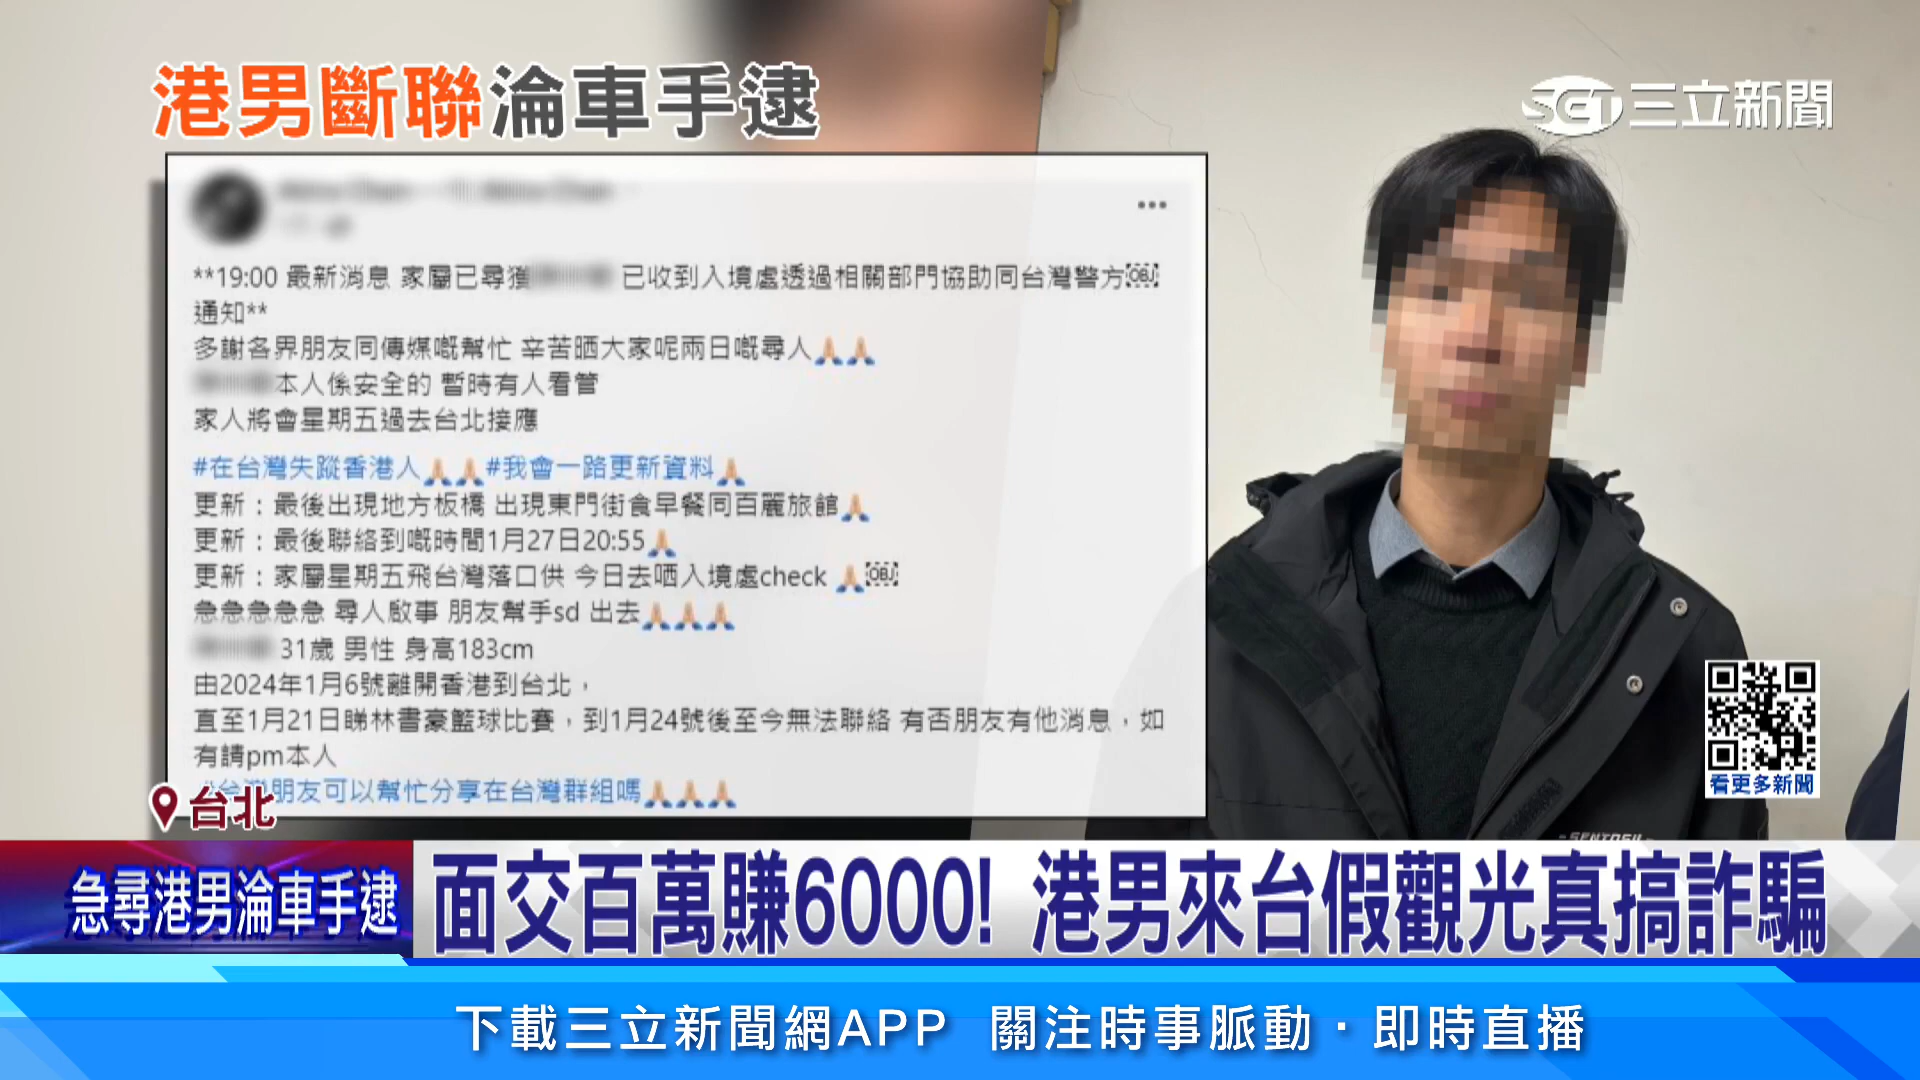 港男斷聯淪車手逮
SET三立新聞
**19:00 最新消息 家屬已尋獲 已收到入境處透過相關部門協助同台灣警方
通知**
多謝各界朋友同傳媒嘅幫忙 辛苦晒大家呢兩日嘅尋人🙏🙏
本人係安全的 暫時有人看管
家人將會星期五過去台北接應
#在台灣失蹤香港人🙏🙏#我會一路更新資料🙏
更新：最後出現地方板橋 出現東門街食早餐同百麗旅館🙏
更新：最後聯絡到嘅時間1月27日20:55🙏
更新：家屬星期五飛台灣落口供 今日去哂入境處check 🙏
急急急急急 尋人啟事 朋友幫手sd 出去🙏🙏🙏
31歲 男性 身高183cm
由2024年1月6號離開香港到台北，
直至1月21日睇林書豪籃球比賽，到1月24號後至今無法聯絡 有否朋友有他消息，如
有請pm本人
朋友可以幫忙分享在台灣群組嗎🙏🙏🙏
台北
看更多新聞
急尋港男淪車手逮
面交百萬賺6000! 港男來台假觀光真搞詐騙
下載三立新聞網APP 關注時事脈動·即時直播